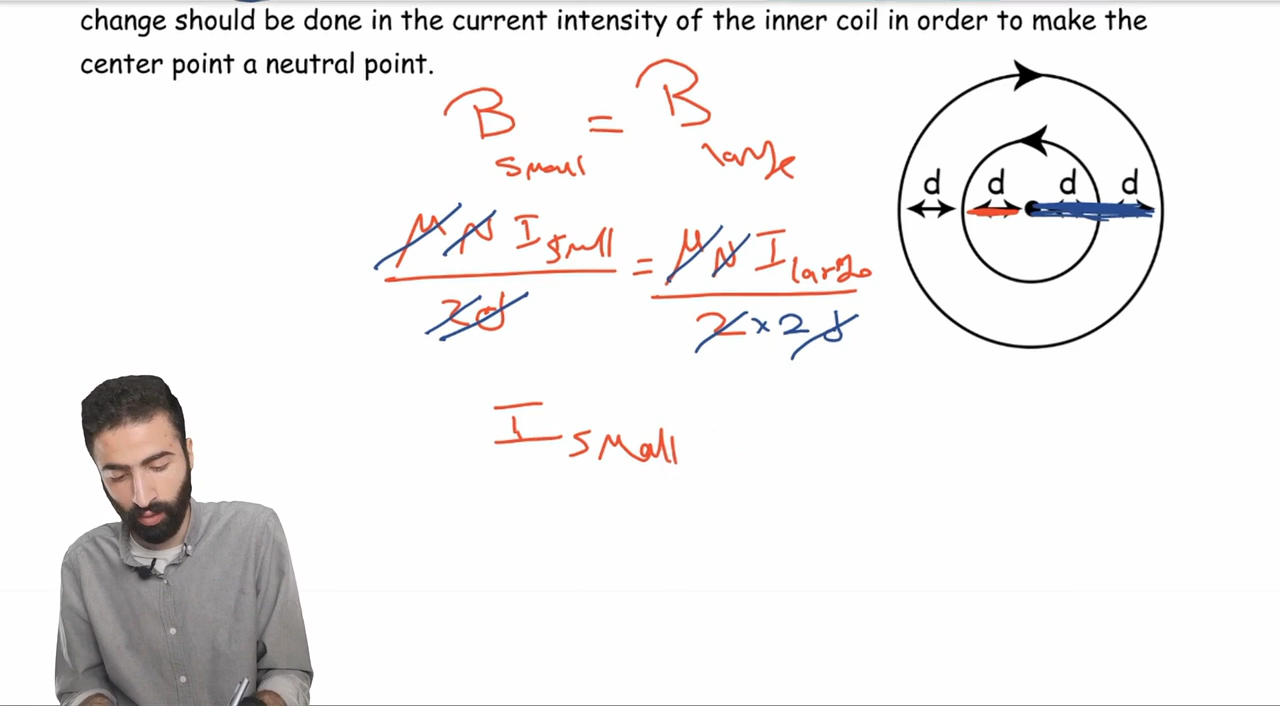 change should be done in the current intensity of the inner coil in order to make the
center point a neutral point.
B small = B large
μ N I small / 2 d = μ N I large / 2 × 2 d
d d d d
I small